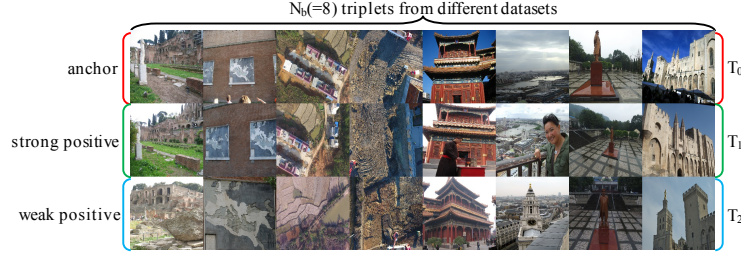 N_b(=8) triplets from different datasets
anchor T_0
strong positive T_1
weak positive T_2